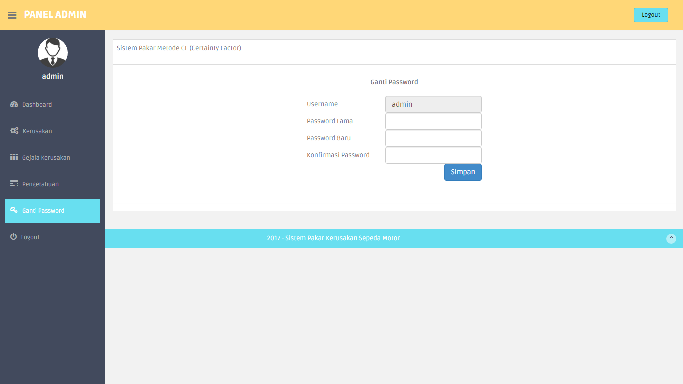 PANEL ADMIN
Logout
admin
Dashboard
Kerusakan
Gejala Kerusakan
Pengetahuan
Ganti Password
Logout
Sistem Pakar Metode CF (Certainty Factor)
Ganti Password
Username
admin
Password Lama
Password Baru
Konfirmasi Password
Simpan
2017 - Sistem Pakar Kerusakan Sepeda Motor